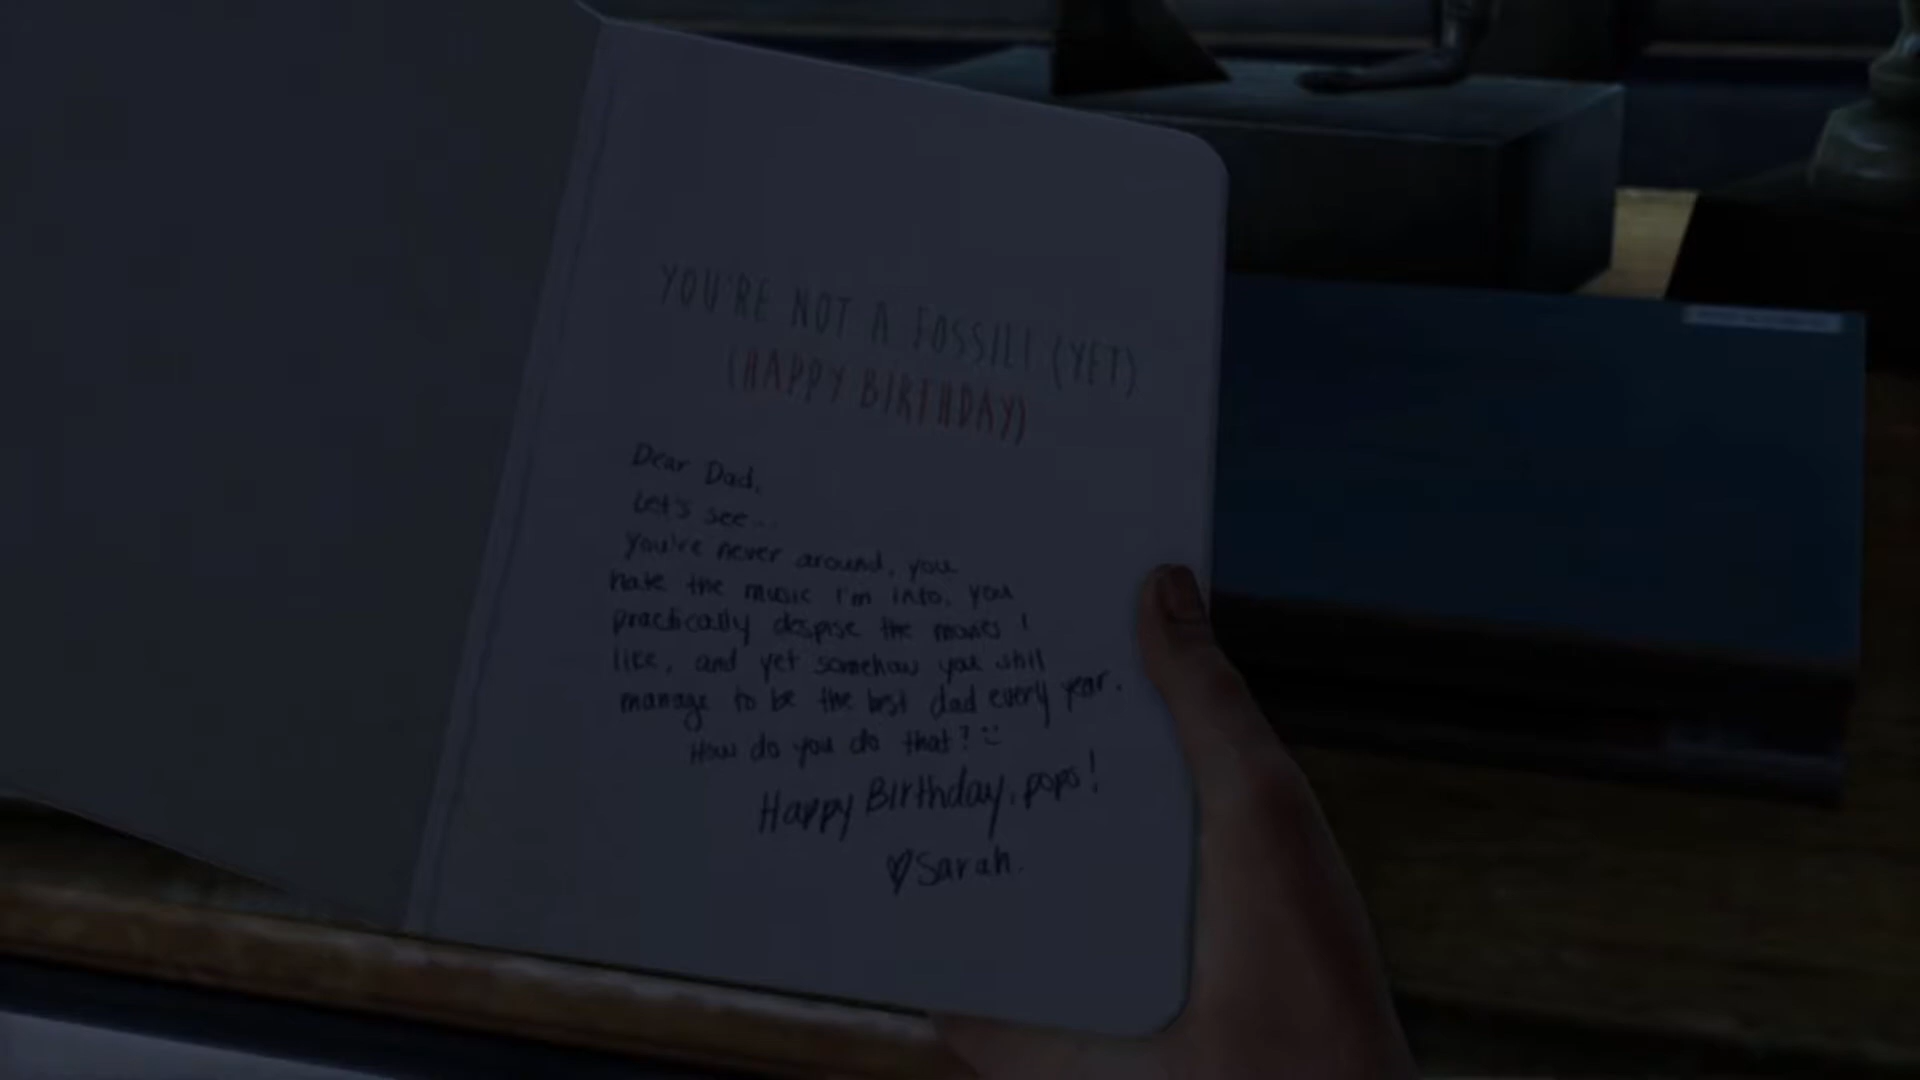 YOU'RE NOT A FOSSIL! (YET)
(HAPPY BIRTHDAY)
Dear Dad,
Let's see...
You're never around, you
hate the music I'm into, you
practically despise the movies I
like, and yet somehow you still
manage to be the best dad every year.
How do you do that? :)
Happy Birthday, pops!
♡ Sarah.